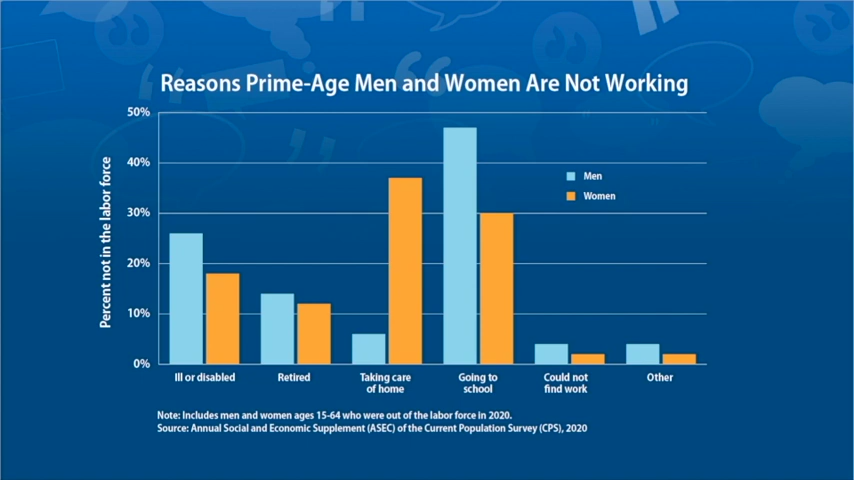 Reasons Prime-Age Men and Women Are Not Working
Percent not in the labor force
50%
40%
30%
20%
10%
0%
Men
Women
Ill or disabled
Retired
Taking care
of home
Going to
school
Could not
find work
Other
Note: Includes men and women ages 15-64 who were out of the labor force in 2020.
Source: Annual Social and Economic Supplement (ASEC) of the Current Population Survey (CPS), 2020